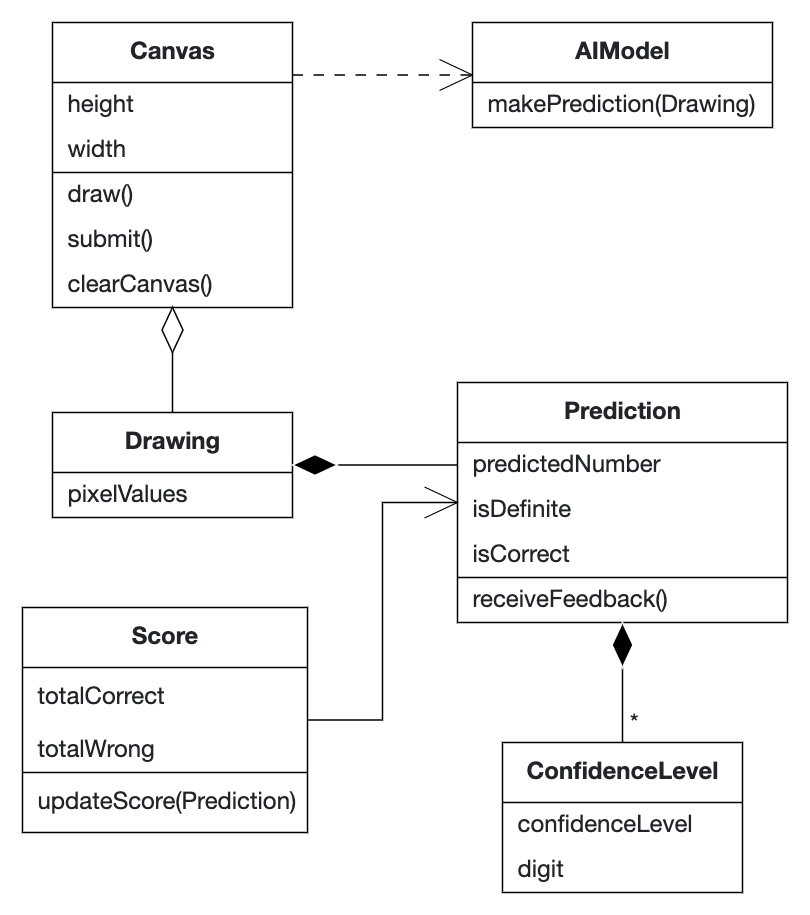 Canvas
height
width
draw()
submit()
clearCanvas()
AIModel
makePrediction(Drawing)
Drawing
pixelValues
Prediction
predictedNumber
isDefinite
isCorrect
receiveFeedback()
Score
totalCorrect
totalWrong
updateScore(Prediction)
*
ConfidenceLevel
confidenceLevel
digit